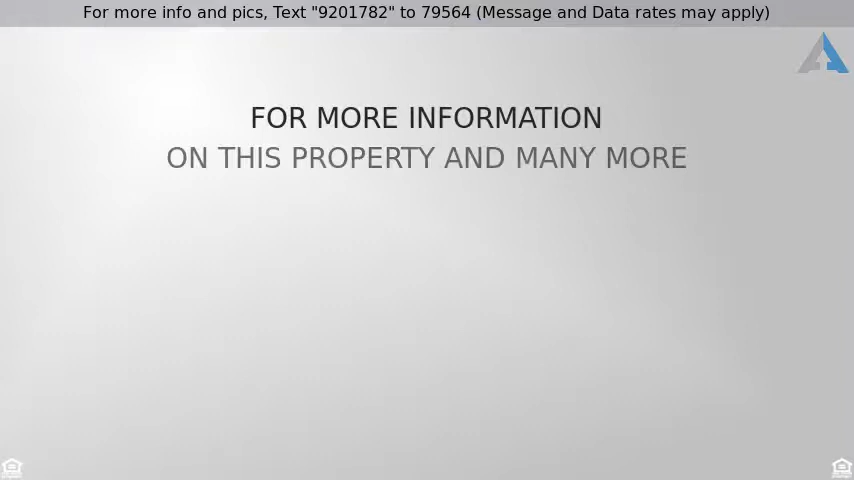 For more info and pics, Text "9201782" to 79564 (Message and Data rates may apply)
FOR MORE INFORMATION
ON THIS PROPERTY AND MANY MORE